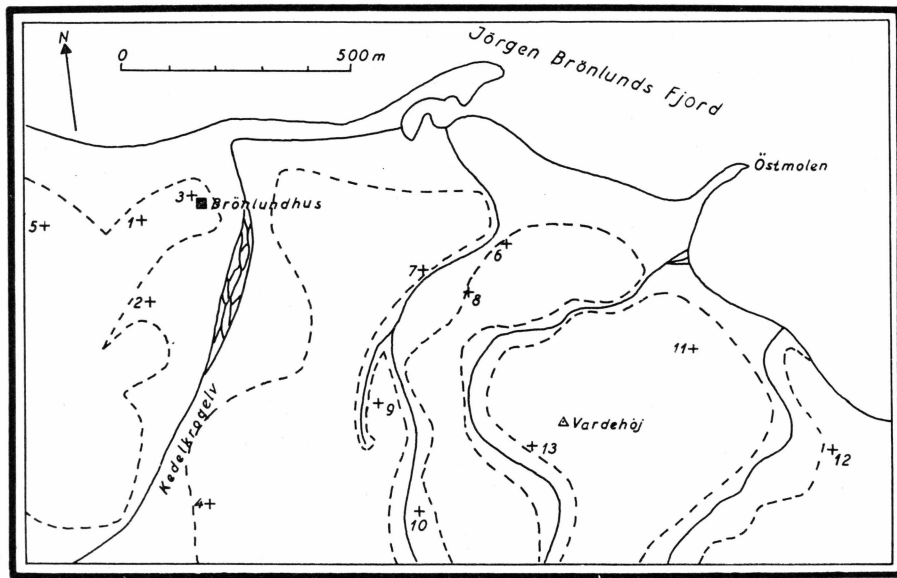 N
0 500 m
Jörgen Brönlunds Fjord
Östmolen
3+
Brönlundhus
5+
1+
6
7+
8
2+
11+
9
Vardehöj
13
12
Kedelkrogelv
4+
10